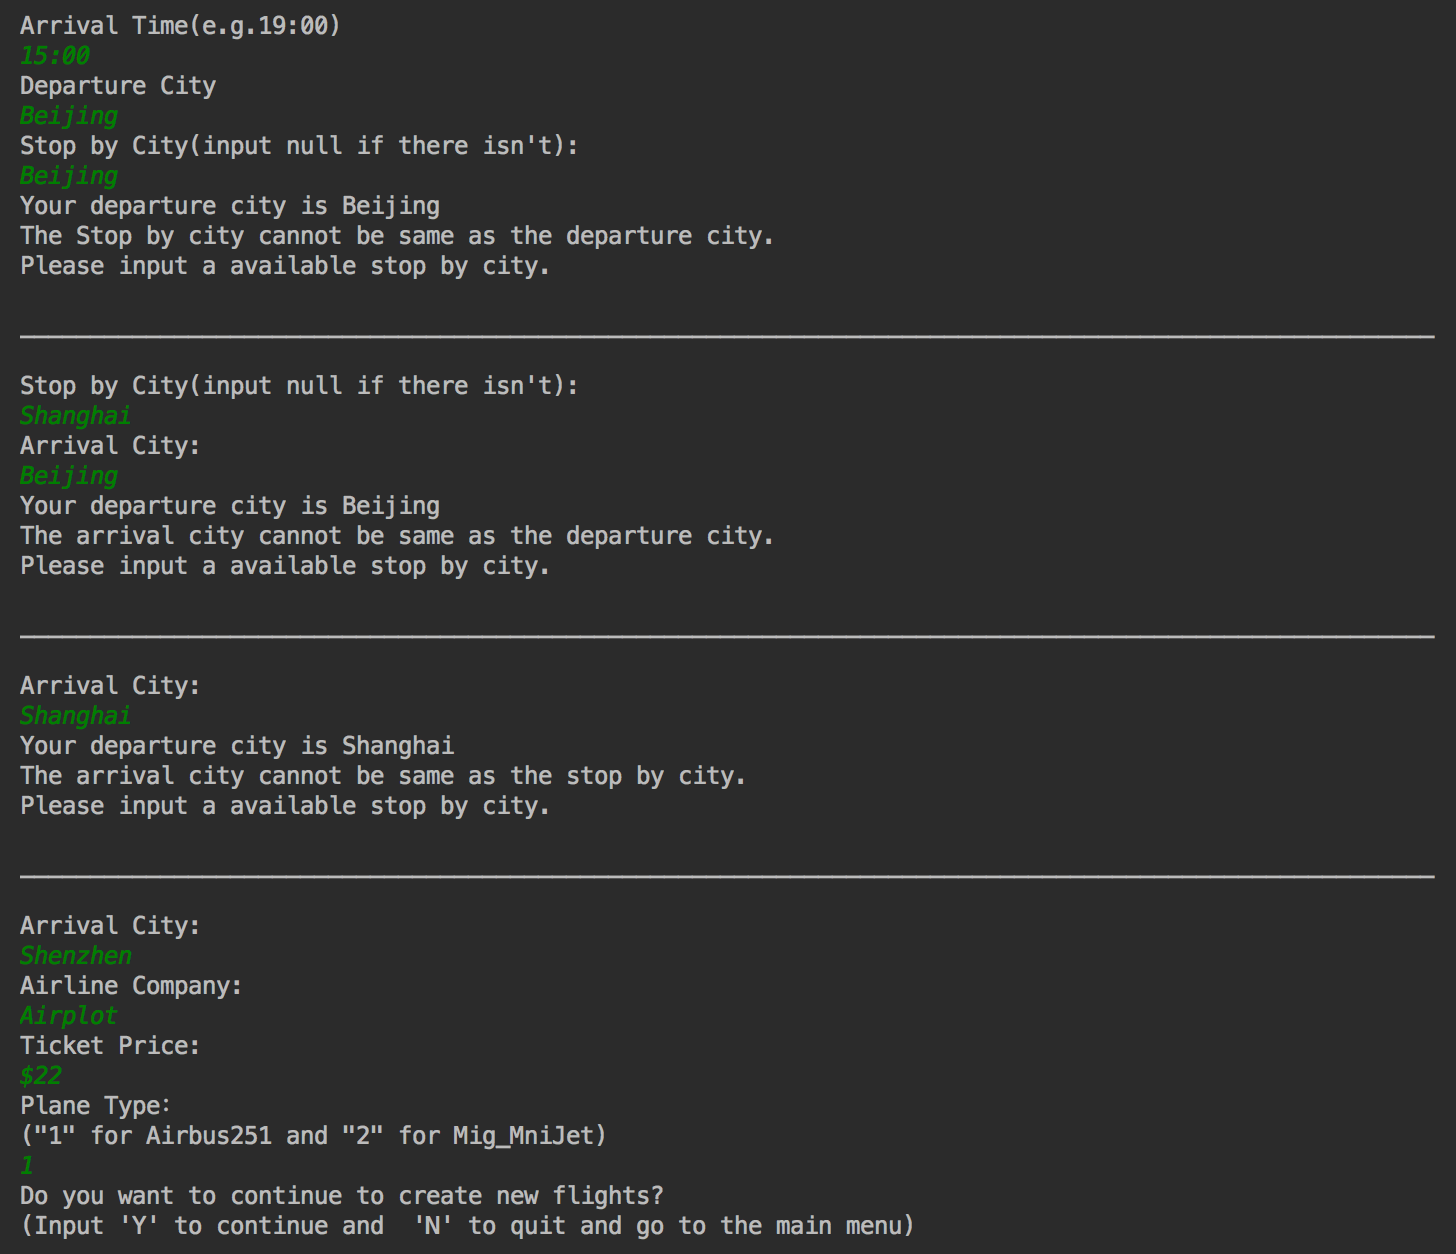 Arrival Time(e.g.19:00)
15:00
Departure City
Beijing
Stop by City(input null if there isn't):
Beijing
Your departure city is Beijing
The Stop by city cannot be same as the departure city.
Please input a available stop by city.
Stop by City(input null if there isn't):
Shanghai
Arrival City:
Beijing
Your departure city is Beijing
The arrival city cannot be same as the departure city.
Please input a available stop by city.
Arrival City:
Shanghai
Your departure city is Shanghai
The arrival city cannot be same as the stop by city.
Please input a available stop by city.
Arrival City:
Shenzhen
Airline Company:
Airplot
Ticket Price:
$22
Plane Type:
("1" for Airbus251 and "2" for Mig_MniJet)
1
Do you want to continue to create new flights?
(Input 'Y' to continue and  'N' to quit and go to the main menu)